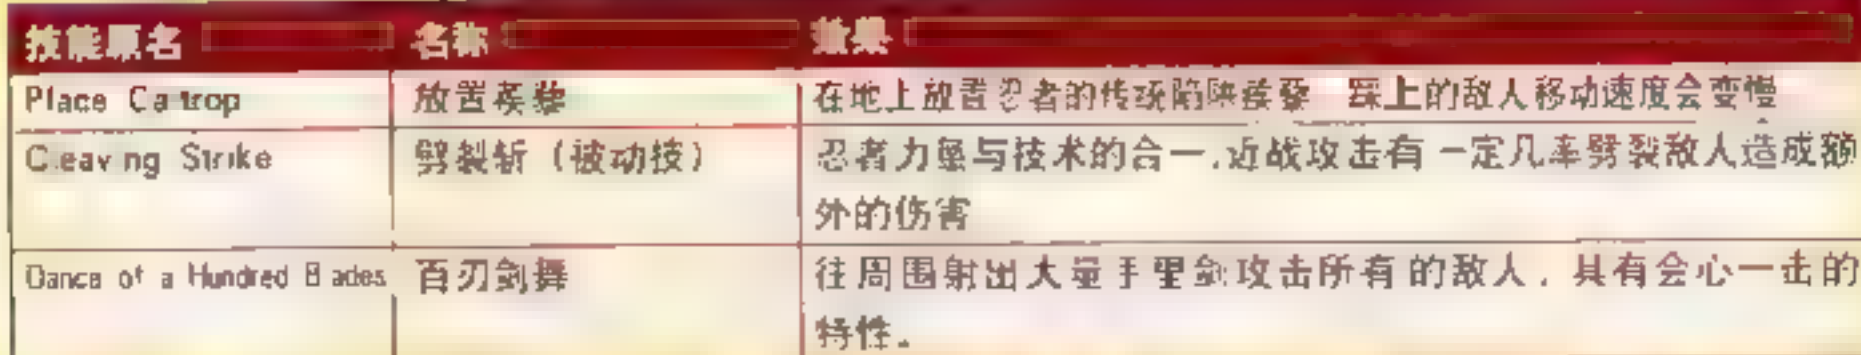 技能原名 名称 效果
Place Caltrop 放置蒺藜 在地上放置忍者的传统陷阱蒺藜 踩上的敌人移动速度会变慢
Cleaving Strike 劈裂斩（被动技） 忍者力量与技术的合一,近战攻击有一定几率劈裂敌人造成额
外的伤害
Dance of a Hundred Blades 百刃剑舞 往周围射出大量手里剑攻击所有的敌人，具有会心一击的
特性。